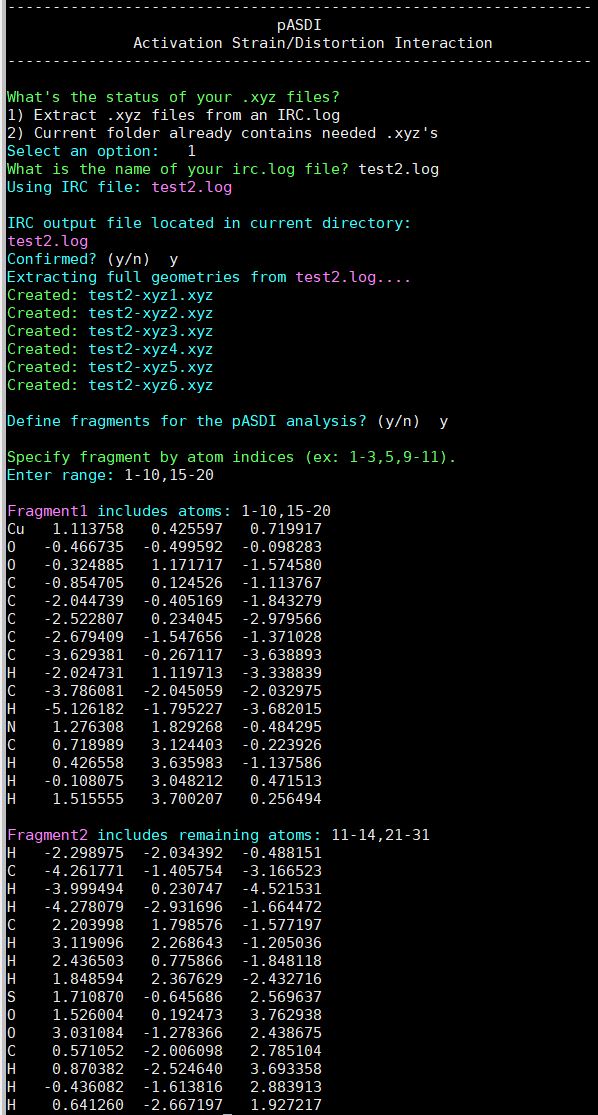 -----------------------------------------------------------------
pASDI
Activation Strain/Distortion Interaction
-----------------------------------------------------------------
What's the status of your .xyz files?
1) Extract .xyz files from an IRC.log
2) Current folder already contains needed .xyz's
Select an option:   1
What is the name of your irc.log file? test2.log
Using IRC file: test2.log
IRC output file located in current directory:
test2.log
Confirmed? (y/n)  y
Extracting full geometries from test2.log....
Created: test2-xyz1.xyz
Created: test2-xyz2.xyz
Created: test2-xyz3.xyz
Created: test2-xyz4.xyz
Created: test2-xyz5.xyz
Created: test2-xyz6.xyz
Define fragments for the pASDI analysis? (y/n)  y
Specify fragment by atom indices (ex: 1-3,5,9-11).
Enter range: 1-10,15-20
Fragment1 includes atoms: 1-10,15-20
Cu   1.113758   0.425597   0.719917
O   -0.466735  -0.499592  -0.098283
O   -0.324885   1.171717  -1.574580
C   -0.854705   0.124526  -1.113767
C   -2.044739  -0.405169  -1.843279
C   -2.522807   0.234045  -2.979566
C   -2.679409  -1.547656  -1.371028
C   -3.629381  -0.267117  -3.638893
H   -2.024731   1.119713  -3.338839
C   -3.786081  -2.045059  -2.032975
H   -5.126182  -1.795227  -3.682015
N    1.276308   1.829268  -0.484295
C    0.718989   3.124403  -0.223926
H    0.426558   3.635983  -1.137586
H   -0.108075   3.048212   0.471513
H    1.515555   3.700207   0.256494
Fragment2 includes remaining atoms: 11-14,21-31
H   -2.298975  -2.034392  -0.488151
C   -4.261771  -1.405754  -3.166523
H   -3.999494   0.230747  -4.521531
H   -4.278079  -2.931696  -1.664472
C    2.203998   1.798576  -1.577197
H    3.119096   2.268643  -1.205036
H    2.436503   0.775866  -1.848118
H    1.848594   2.367629  -2.432716
S    1.710870  -0.645686   2.569637
O    1.526004   0.192473   3.762938
O    3.031084  -1.278366   2.438675
C    0.571052  -2.006098   2.785104
H    0.870382  -2.524640   3.693358
H   -0.436082  -1.613816   2.883913
H    0.641260  -2.667197   1.927217